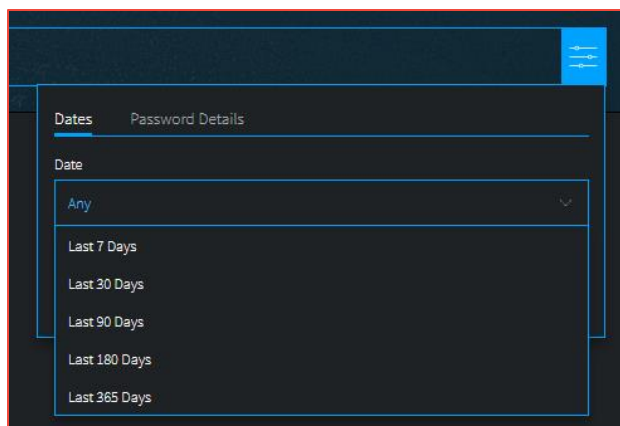 Dates Password Details
Date
Any
Last 7 Days
Last 30 Days
Last 90 Days
Last 180 Days
Last 365 Days